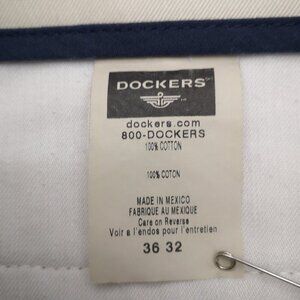 DOCKERS
dockers.com
800-DOCKERS
100% COTTON
100% COTON
MADE IN MEXICO
FABRIQUE AU MEXIQUE
Care on Reverse
Voir a l'endos pour l'entretien
36 32